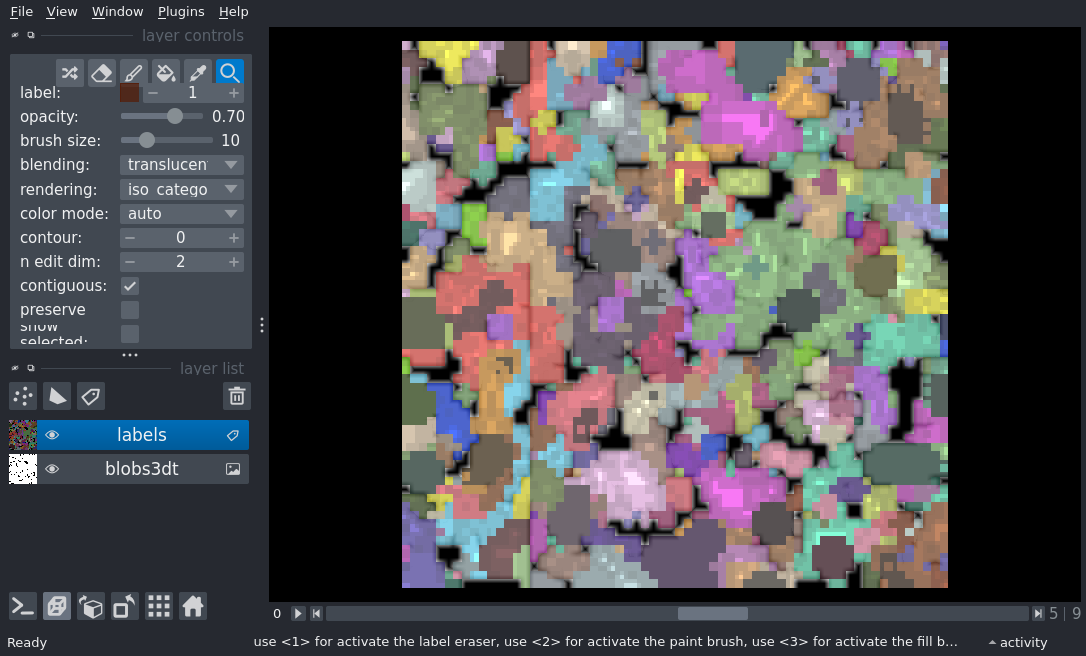 File View Window Plugins Help
layer controls
label: 1
opacity: 0.70
brush size: 10
blending: translucen
rendering: iso catego
color mode: auto
contour: 0
n edit dim: 2
contiguous:
preserve
show
selected:
layer list
labels
blobs3dt
0 5 | 9
Ready use <1> for activate the label eraser, use <2> for activate the paint brush, use <3> for activate the fill b... activity